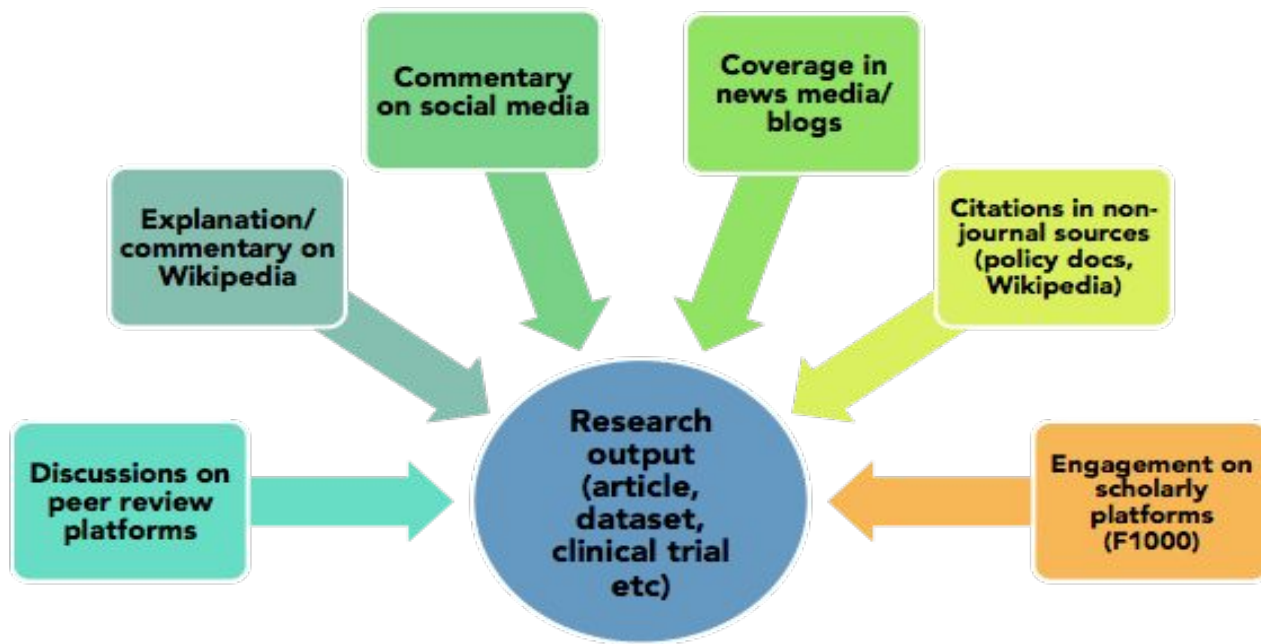 Commentary
on social media
Coverage in
news media/
blogs
Explanation/
commentary on
Wikipedia
Citations in non-
journal sources
(policy docs,
Wikipedia)
Discussions on
peer review
platforms
Research
output
(article,
dataset,
clinical trial
etc)
Engagement on
scholarly
platforms
(F1000)